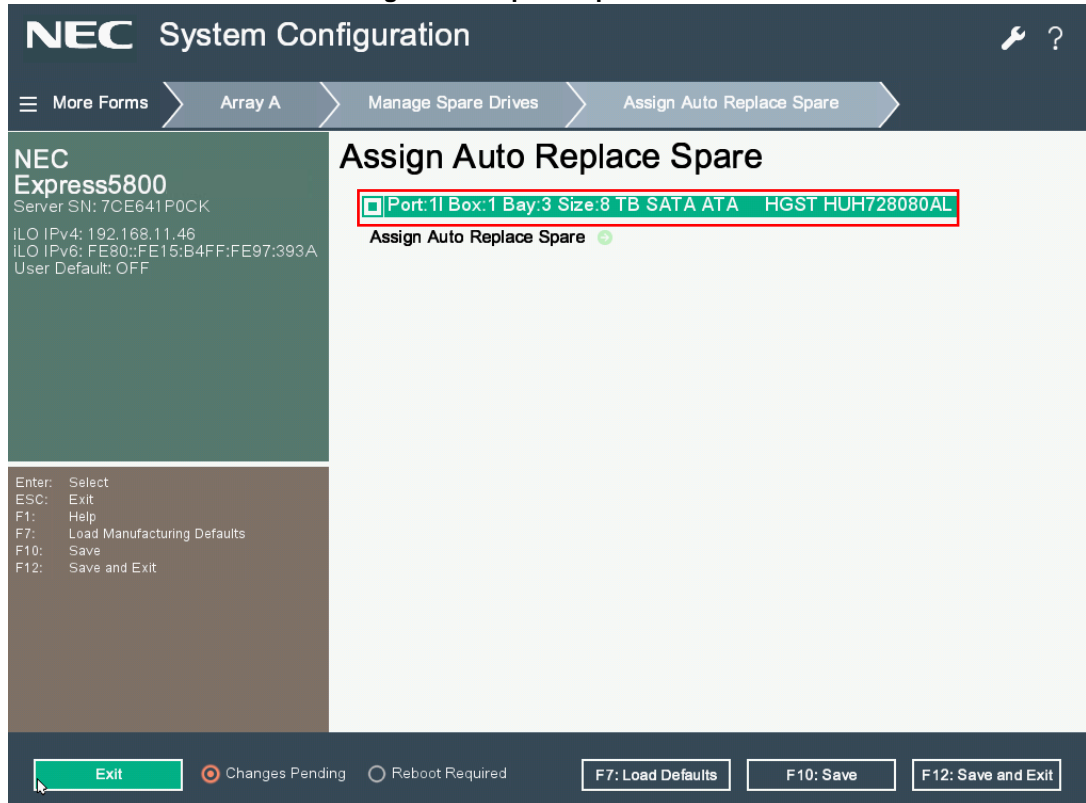 NEC System Configuration
?
More Forms
Array A
Manage Spare Drives
Assign Auto Replace Spare
NEC
Express5800
Server SN: 7CE641P0CK
iLO IPv4: 192.168.11.46
iLO IPv6: FE80::FE15:B4FF:FE97:393A
User Default: OFF
Assign Auto Replace Spare
Port:1I Box:1 Bay:3 Size:8 TB SATA ATA HGST HUH728080AL
Assign Auto Replace Spare
Enter: Select
ESC: Exit
F1: Help
F7: Load Manufacturing Defaults
F10: Save
F12: Save and Exit
Exit
Changes Pending
Reboot Required
F7: Load Defaults
F10: Save
F12: Save and Exit